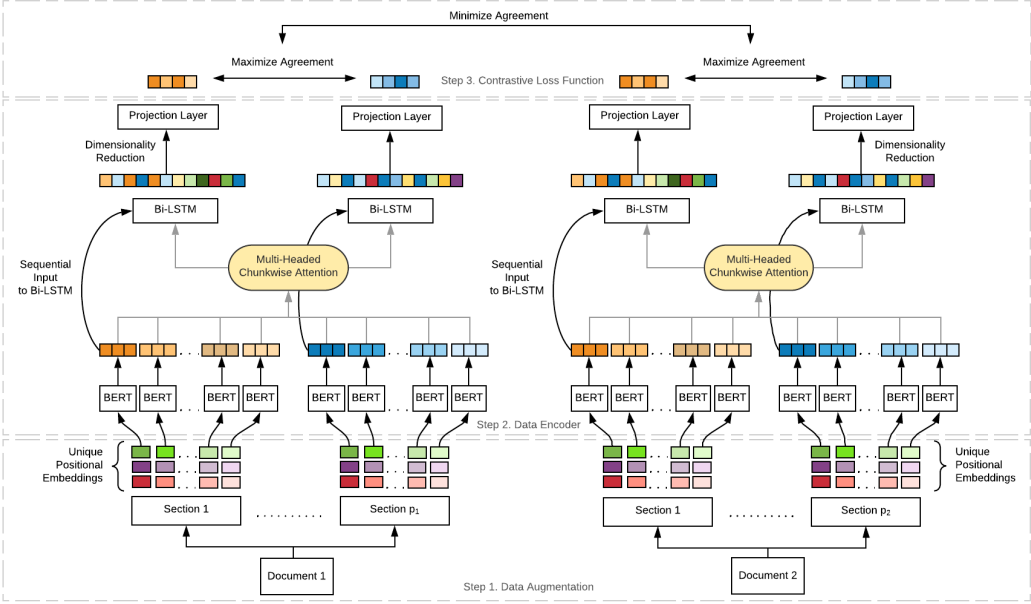 Minimize Agreement
Maximize Agreement
Maximize Agreement
Step 3. Contrastive Loss Function
Projection Layer
Projection Layer
Projection Layer
Projection Layer
Dimensionality
Reduction
Dimensionality
Reduction
Bi-LSTM
Bi-LSTM
Bi-LSTM
Bi-LSTM
Multi-Headed
Chunkwise Attention
Multi-Headed
Chunkwise Attention
Sequential
Input
to Bi-LSTM
Sequential
Input
to Bi-LSTM
. . .
. . .
. . .
. . .
BERT BERT . . . BERT BERT
BERT BERT . . . BERT BERT
BERT BERT . . . BERT BERT
BERT BERT . . . BERT BERT
Step 2. Data Encoder
Unique
Positional
Embeddings
Unique
Positional
Embeddings
Section 1 . . . . . . . . . . Section p₁
Section 1 . . . . . . . . . . Section p₂
Document 1
Document 2
Step 1. Data Augmentation